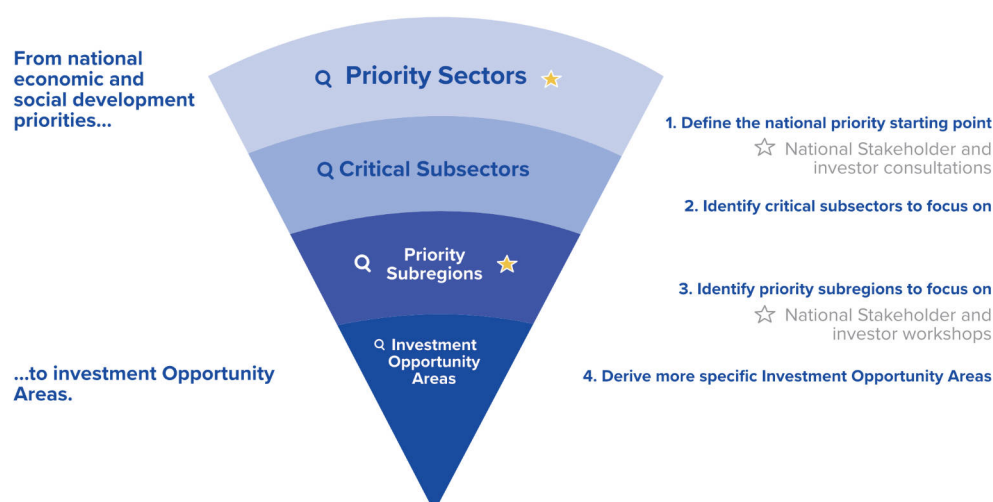 From national
economic and
social development
priorities...
...to investment Opportunity
Areas.
Priority Sectors
Critical Subsectors
Priority
Subregions
Investment
Opportunity
Areas
1. Define the national priority starting point
National Stakeholder and
investor consultations
2. Identify critical subsectors to focus on
3. Identify priority subregions to focus on
National Stakeholder and
investor workshops
4. Derive more specific Investment Opportunity Areas